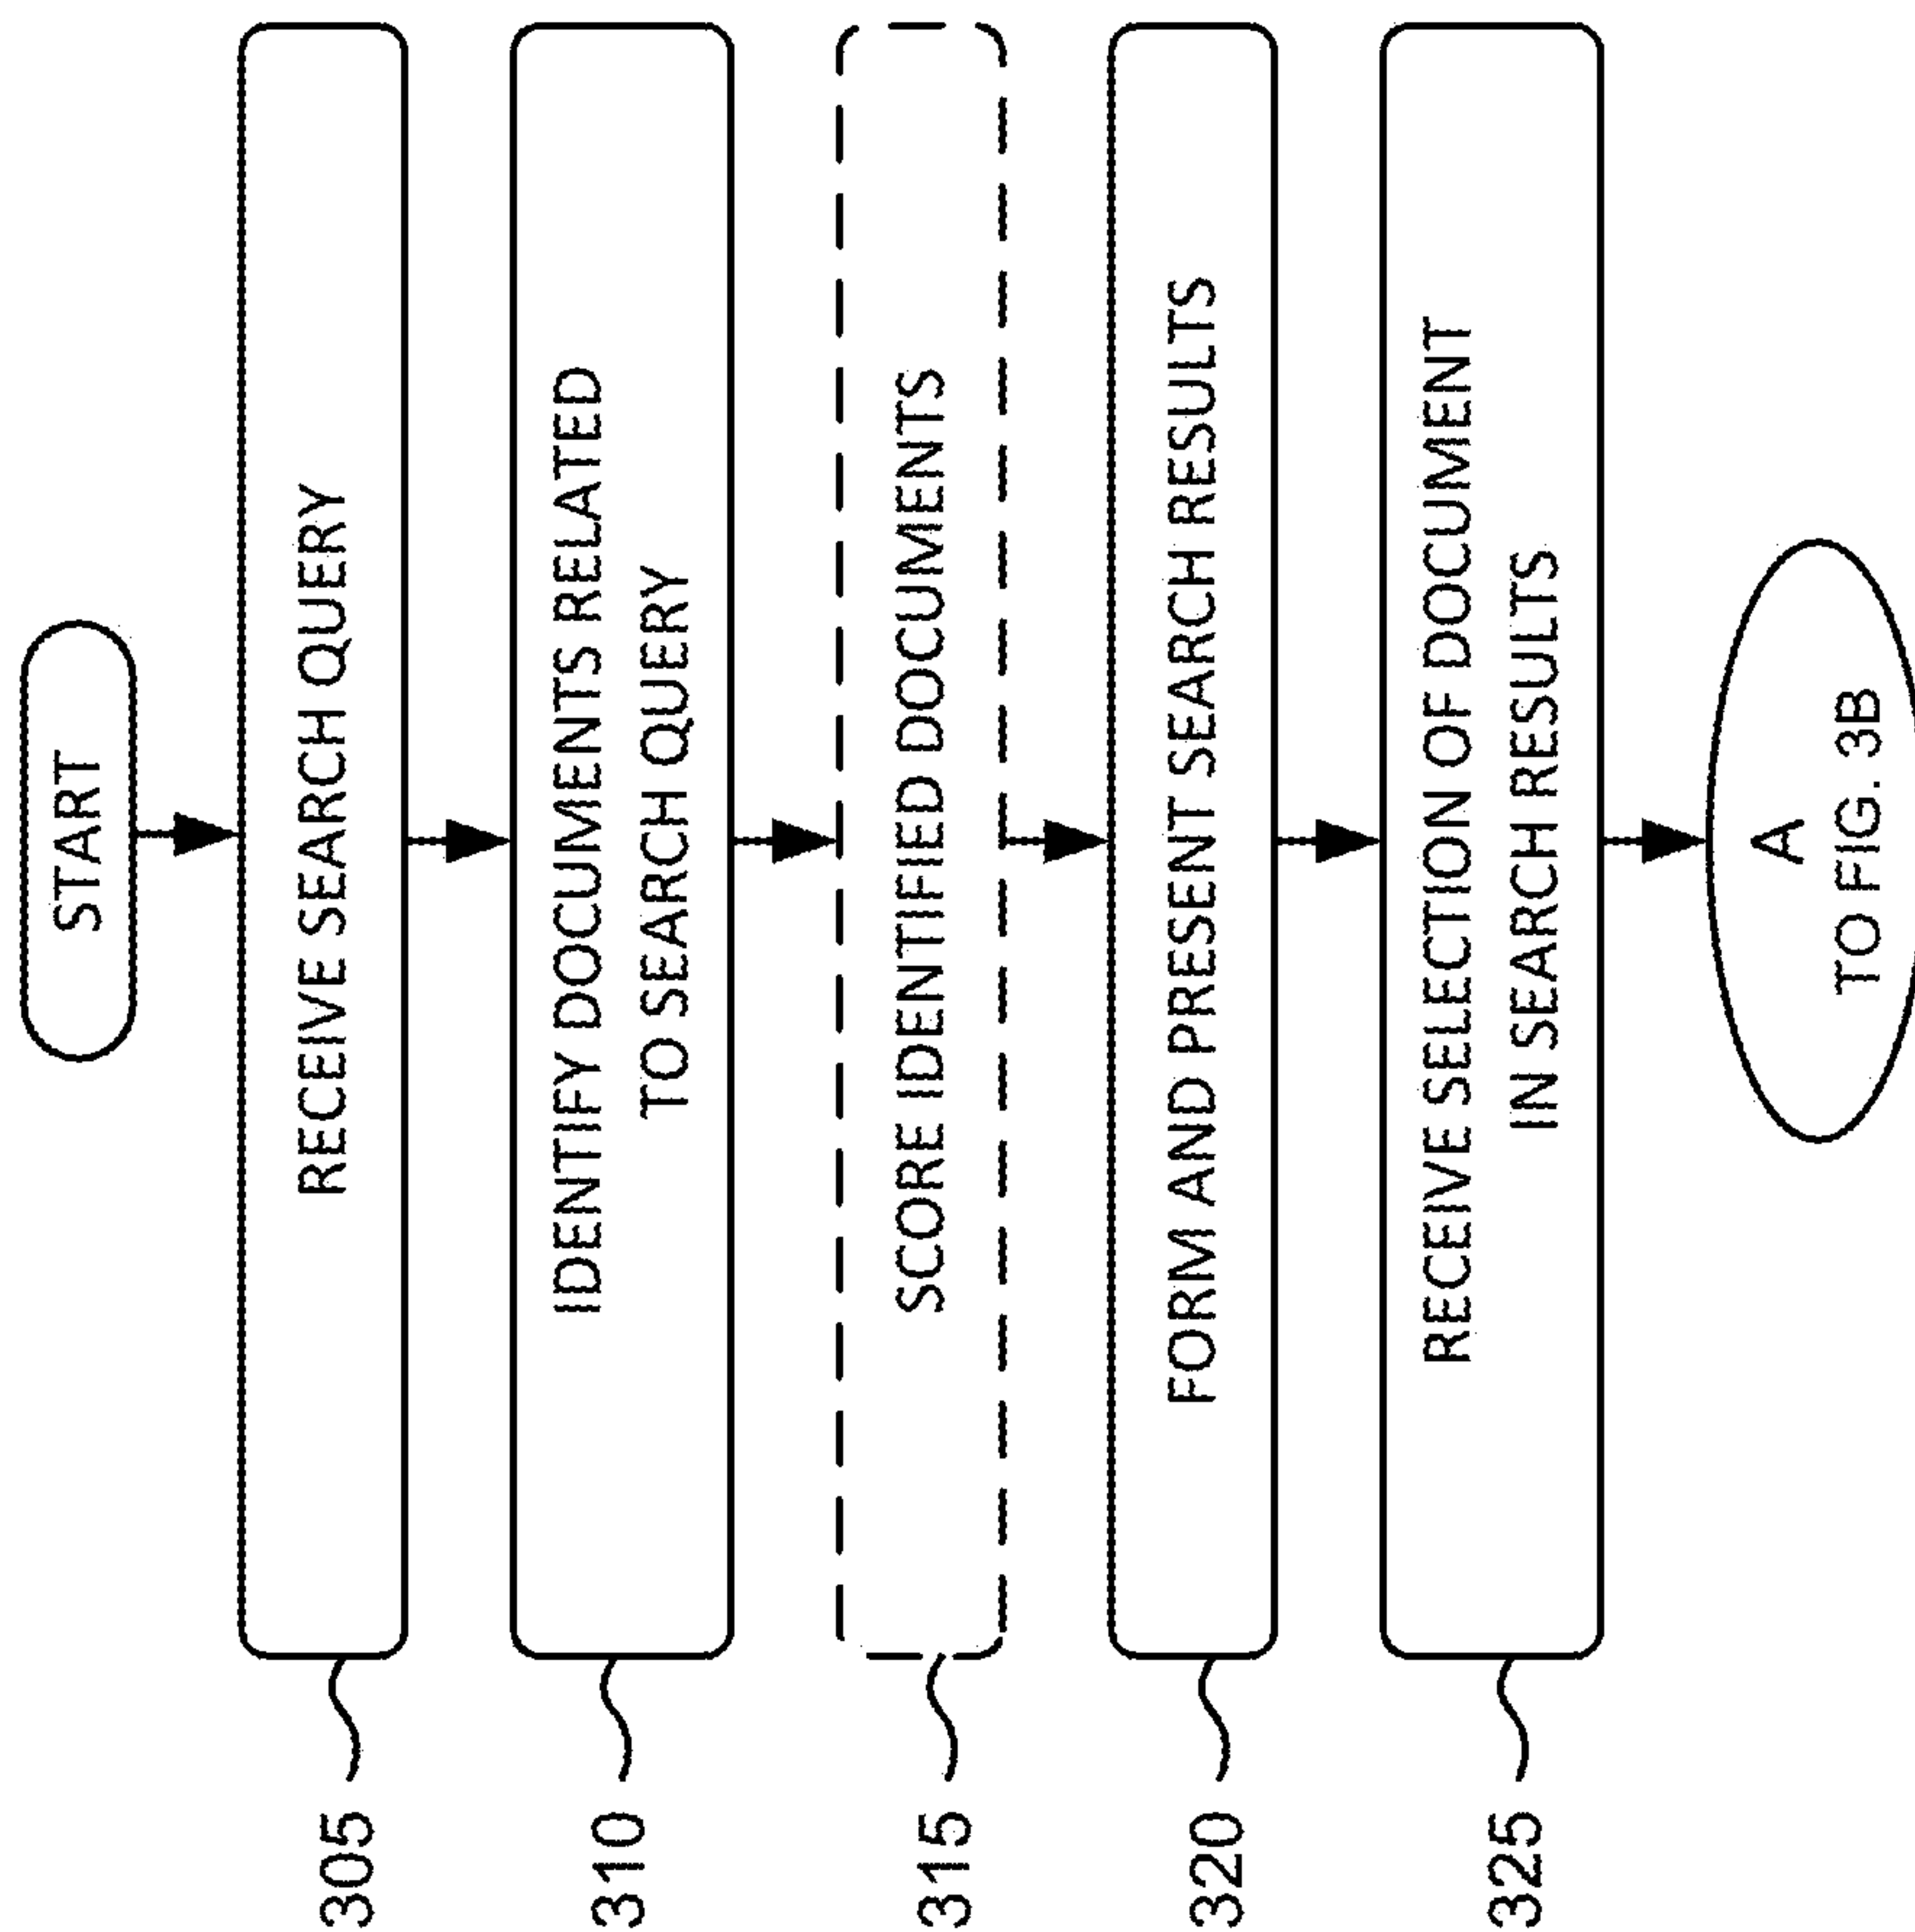 START
305
RECEIVE SEARCH QUERY
310
IDENTIFY DOCUMENTS RELATED
TO SEARCH QUERY
315
SCORE IDENTIFIED DOCUMENTS
320
FORM AND PRESENT SEARCH RESULTS
325
RECEIVE SELECTION OF DOCUMENT
IN SEARCH RESULTS
A
TO FIG. 3B